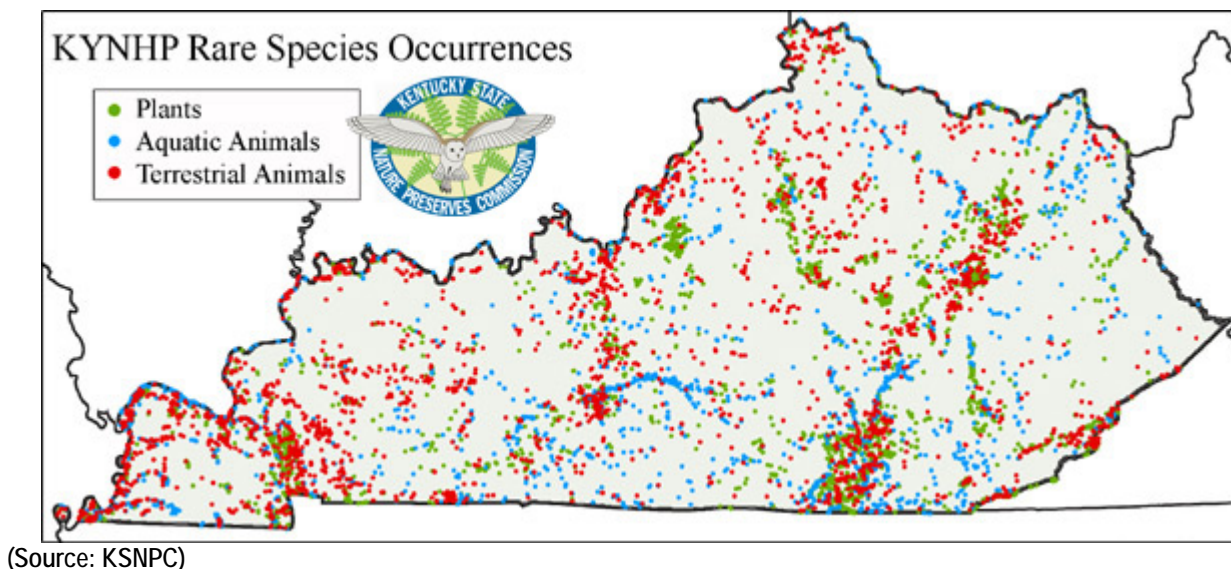 KYNHP Rare Species Occurrences
Plants
Aquatic Animals
Terrestrial Animals
KENTUCKY STATE
NATURE PRESERVES COMMISSION
(Source: KSNPC)